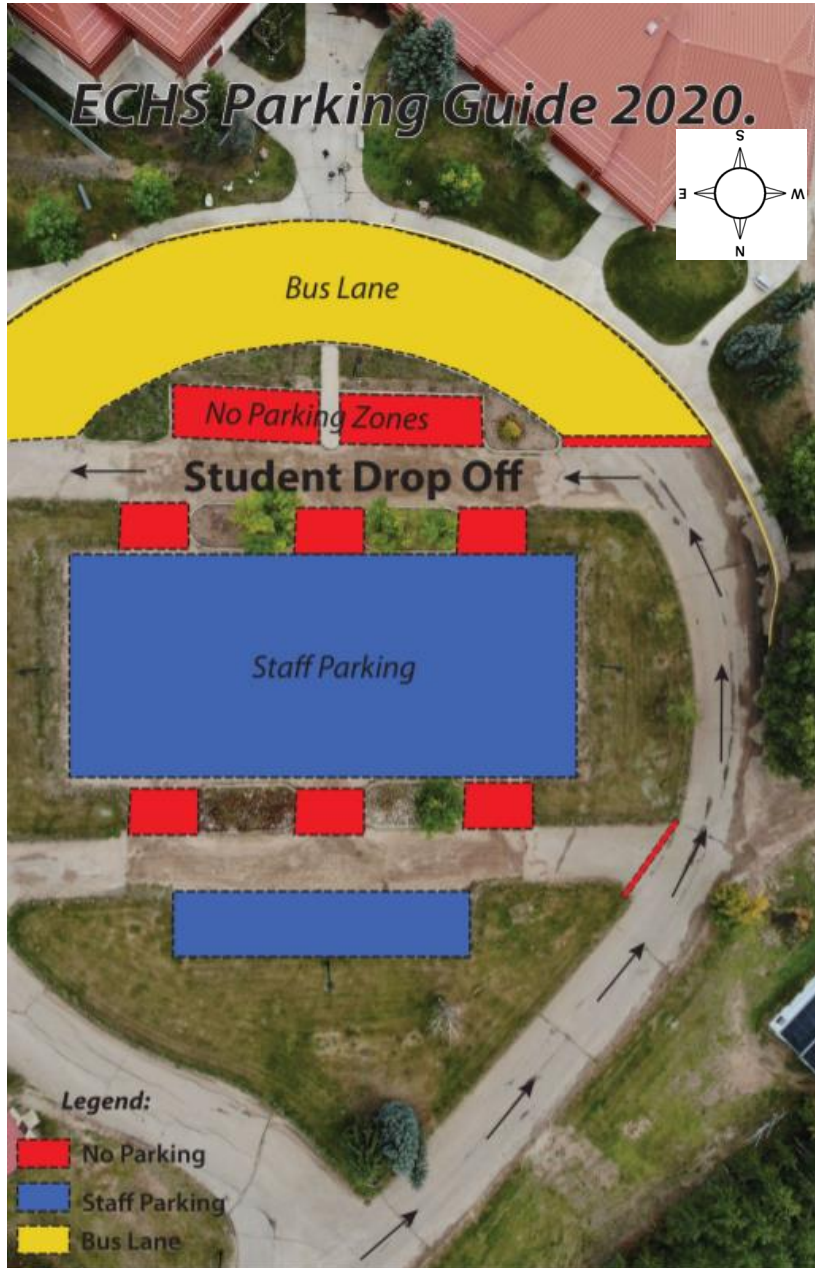 ECHS Parking Guide 2020.
S
E W
N
Bus Lane
No Parking Zones
Student Drop Off
Staff Parking
Legend:
No Parking
Staff Parking
Bus Lane